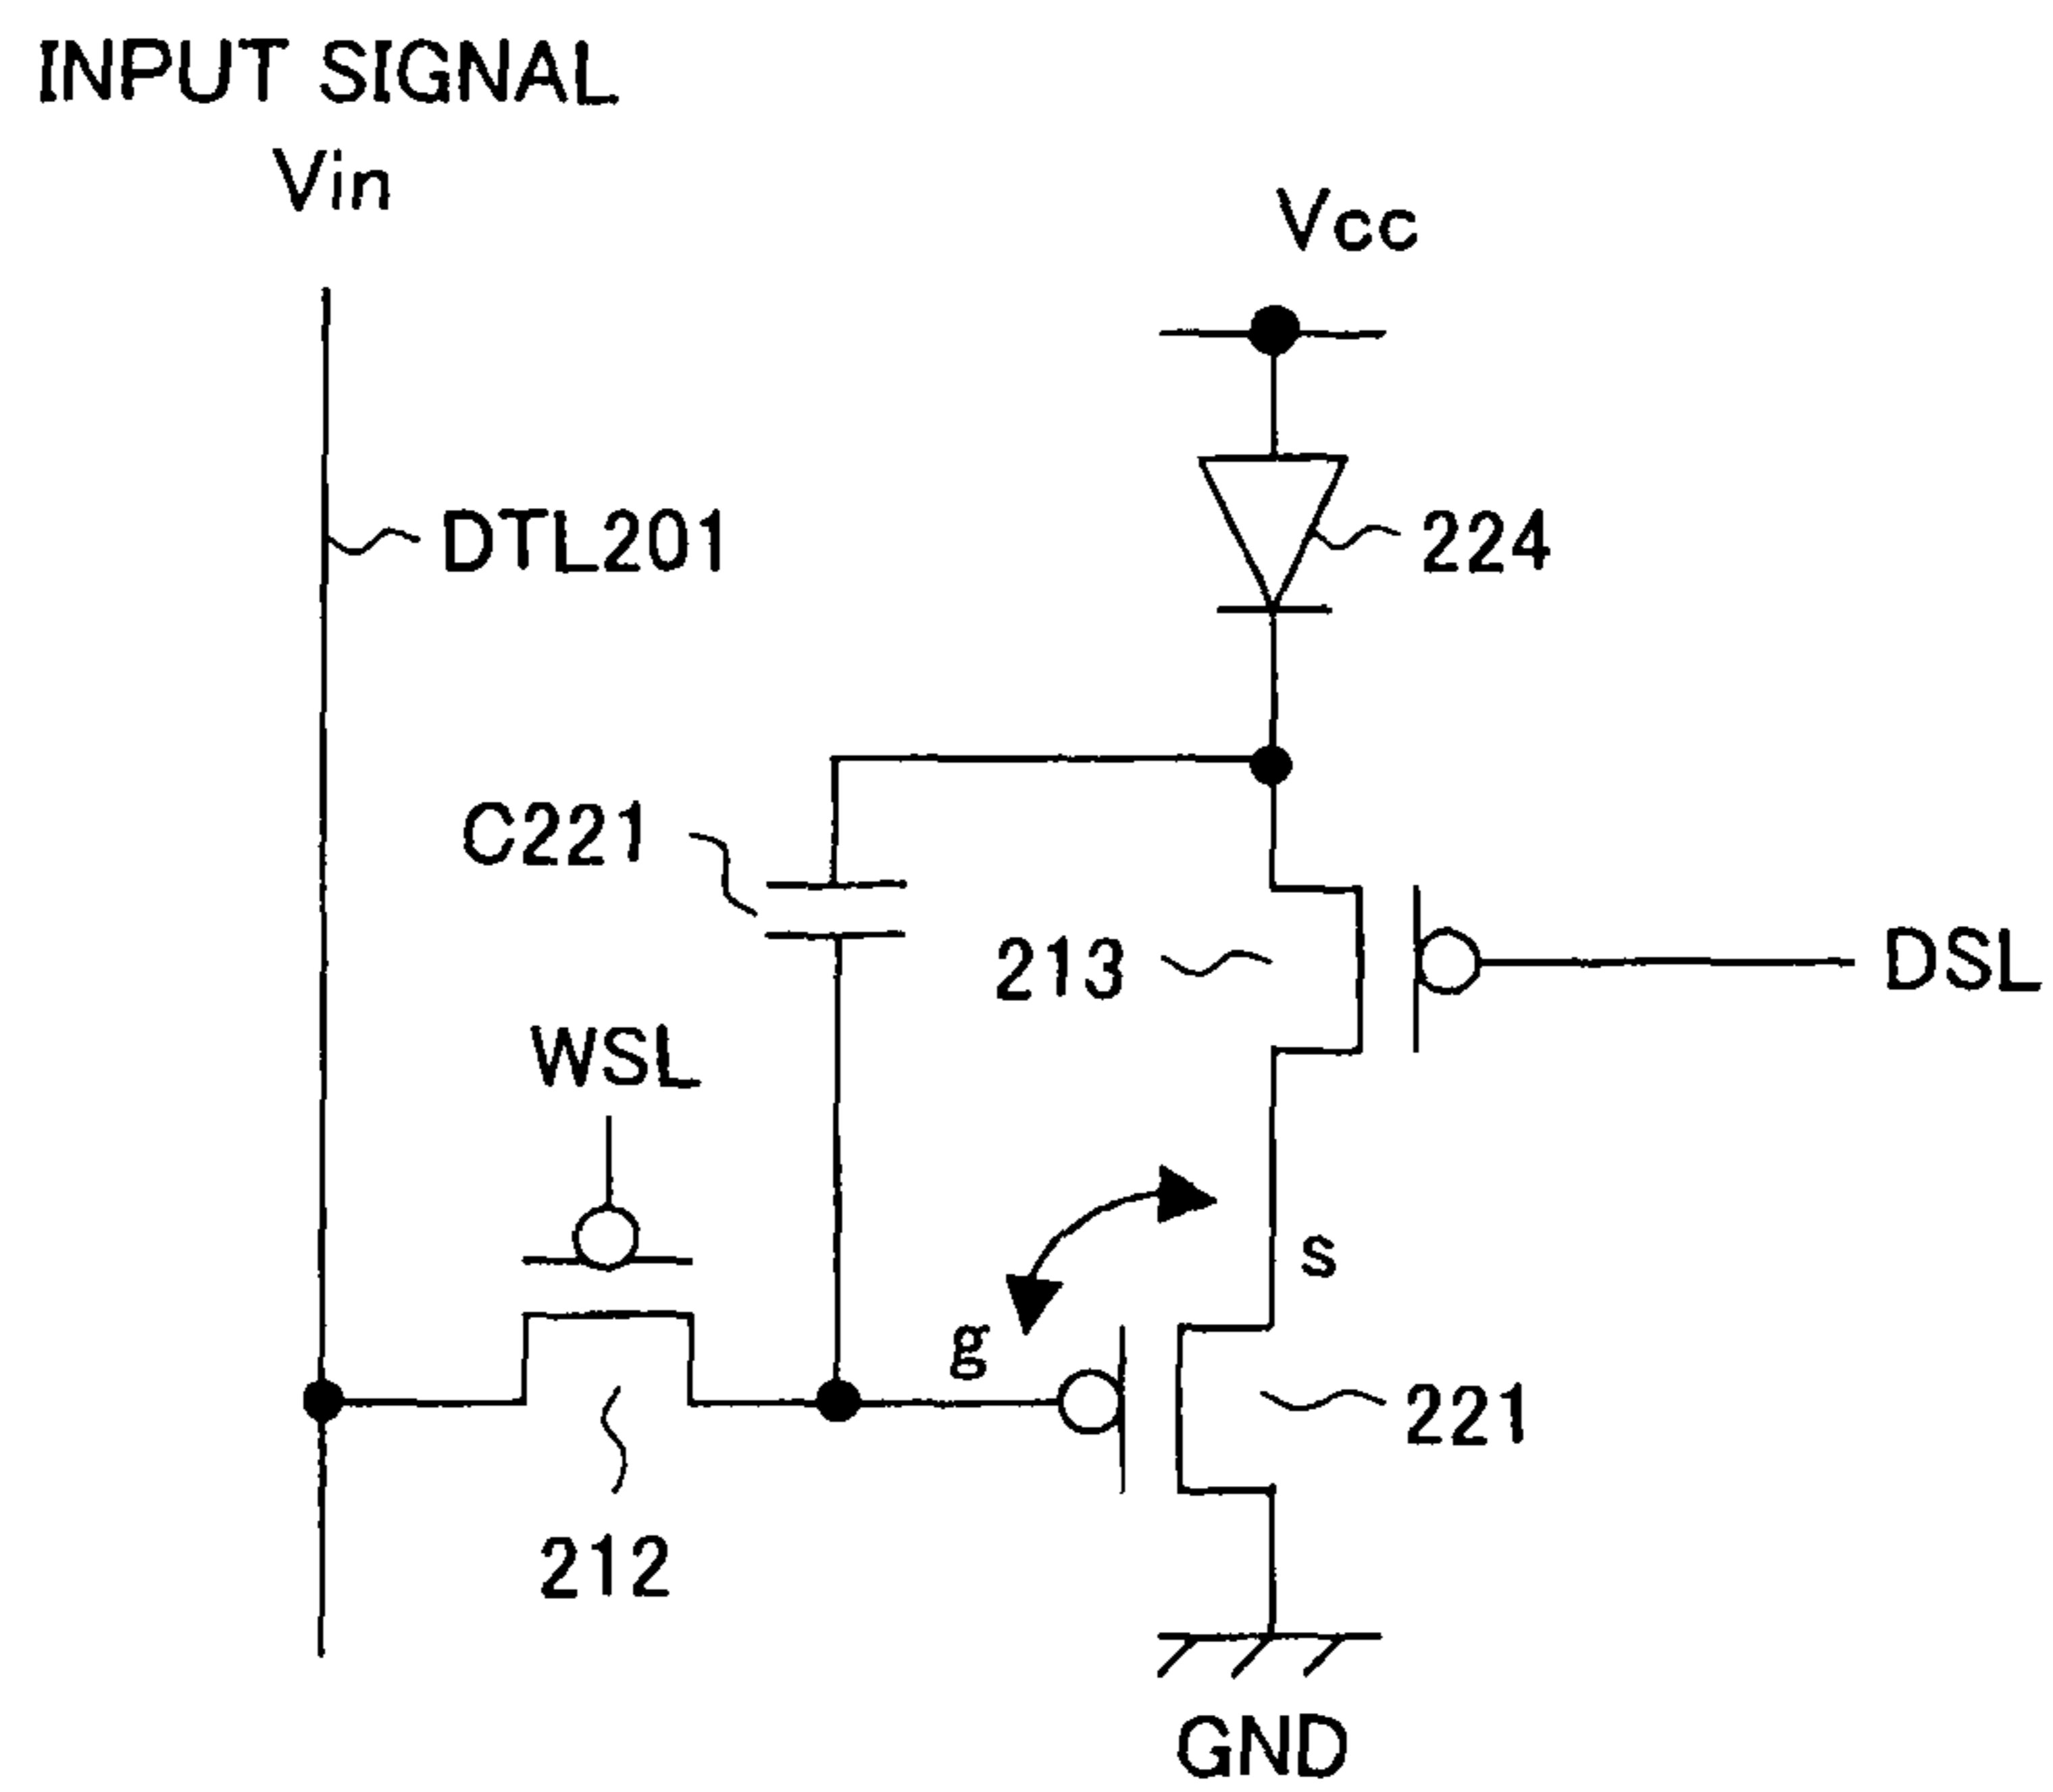 INPUT SIGNAL
Vin
Vcc
DTL201
224
C221
213
DSL
WSL
s
g
221
212
GND